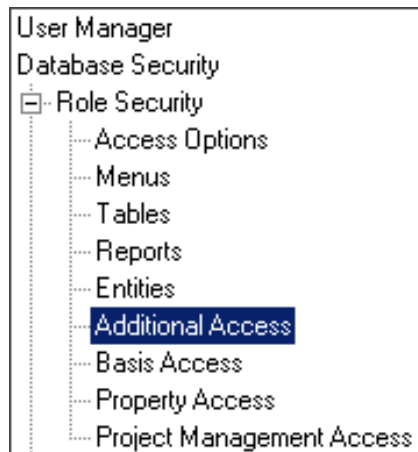 User Manager
Database Security
Role Security
Access Options
Menus
Tables
Reports
Entities
Additional Access
Basis Access
Property Access
Project Management Access